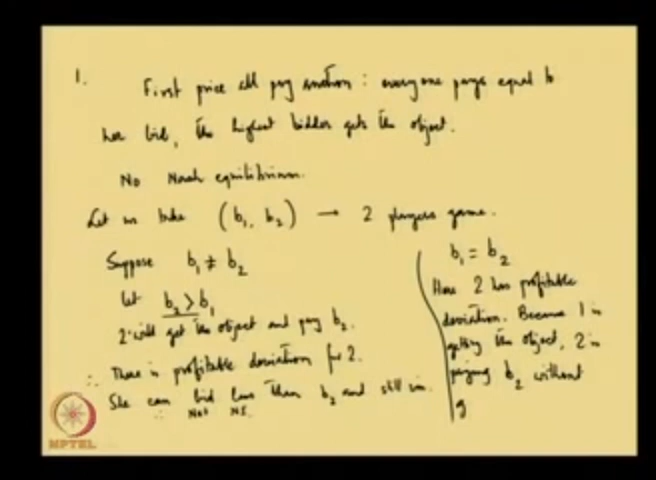 1.
First price all pay auction : everyone pays equal to
her bid, the highest bidder gets the object.
No Nash equilibrium.
Let us take (b₁, b₂) → 2 players game.
Suppose b₁ ≠ b₂
let b₂ > b₁
2 will get the object and pay b₂.
∴ There is profitable deviation for 2.
She can bid less than b₂ and still win.
∴ Not NE.
b₁ = b₂
Here 2 has profitable
deviation. Because 1 is
getting the object, 2 is
paying b₂ without
g
NPTEL